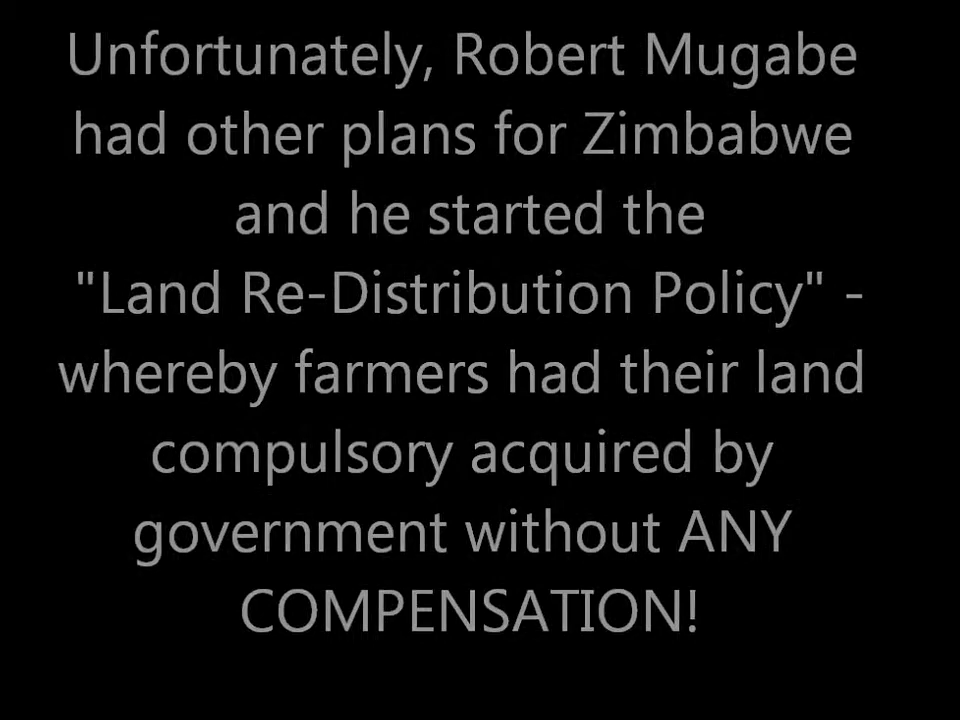 Unfortunately, Robert Mugabe
had other plans for Zimbabwe
and he started the
"Land Re-Distribution Policy" -
whereby farmers had their land
compulsory acquired by
government without ANY
COMPENSATION!